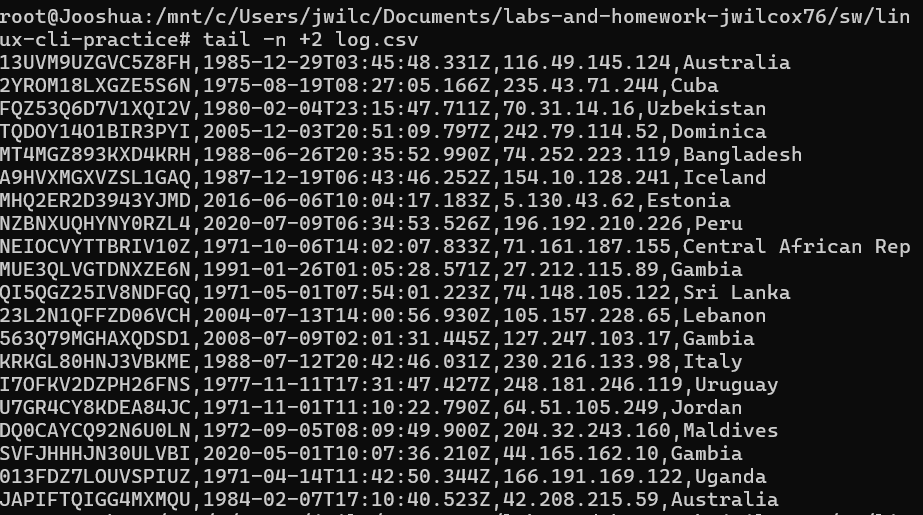 root@Jooshua:/mnt/c/Users/jwilc/Documents/labs-and-homework-jwilcox76/sw/lin
ux-cli-practice# tail -n +2 log.csv
13UVM9UZGVC5Z8FH,1985-12-29T03:45:48.331Z,116.49.145.124,Australia
2YROM18LXGZE5S6N,1975-08-19T08:27:05.166Z,235.43.71.244,Cuba
FQZ53Q6D7V1XQI2V,1980-02-04T23:15:47.711Z,70.31.14.16,Uzbekistan
TQDOY14O1BIR3PYI,2005-12-03T20:51:09.797Z,242.79.114.52,Dominica
MT4MGZ893KXD4KRH,1988-06-26T20:35:52.990Z,74.252.223.119,Bangladesh
A9HVXMGXVZSL1GAQ,1987-12-19T06:43:46.252Z,154.10.128.241,Iceland
MHQ2ER2D3943YJMD,2016-06-06T10:04:17.183Z,5.130.43.62,Estonia
NZBNXUQHYNY0RZL4,2020-07-09T06:34:53.526Z,196.192.210.226,Peru
NEIOCVYTTBRIV10Z,1971-10-06T14:02:07.833Z,71.161.187.155,Central African Rep
MUE3QLVGTDNXZE6N,1991-01-26T01:05:28.571Z,27.212.115.89,Gambia
QI5QGZ25IV8NDFGQ,1971-05-01T07:54:01.223Z,74.148.105.122,Sri Lanka
23L2N1QFFZD06VCH,2004-07-13T14:00:56.930Z,105.157.228.65,Lebanon
563Q79MGHAXQDSD1,2008-07-09T02:01:31.445Z,127.247.103.17,Gambia
KRKGL80HNJ3VBKME,1988-07-12T20:42:46.031Z,230.216.133.98,Italy
I7OFKV2DZPH26FNS,1977-11-11T17:31:47.427Z,248.181.246.119,Uruguay
U7GR4CY8KDEA84JC,1971-11-01T11:10:22.790Z,64.51.105.249,Jordan
DQ0CAYCQ92N6U0LN,1972-09-05T08:09:49.900Z,204.32.243.160,Maldives
SVFJHHHJN30ULVBI,2020-05-01T10:07:36.210Z,44.165.162.10,Gambia
013FDZ7LOUVSPIUZ,1971-04-14T11:42:50.344Z,166.191.169.122,Uganda
JAPIFTQIGG4MXMQU,1984-02-07T17:10:40.523Z,42.208.215.59,Australia